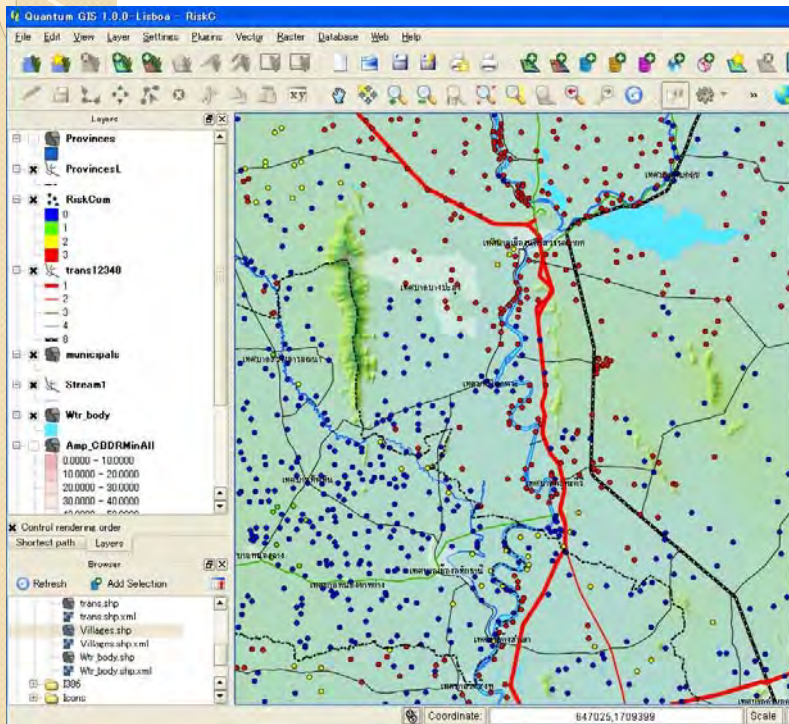 Quantum GIS 1.0.0-Lisboa - RiskC
File Edit View Layer Settings Plugins Vector Raster Database Web Help
Layers
Provinces
ProvincesL
RiskCom
0
1
2
3
trans12348
1
2
3
4
8
municipals
Stream1
Wtr_body
Amp_CBDRMinAll
0.0000 - 10.0000
10.0000 - 20.0000
20.0000 - 30.0000
30.0000 - 40.0000
Control rendering order
Shortest path Layers
Browser
Refresh Add Selection
trans.shp
trans.shp.xml
Villages.shp
Villages.shp.xml
Wtr_body.shp
Wtr_body.shp.xml
I386
Icons
Coordinate: 647025,1709399 Scale